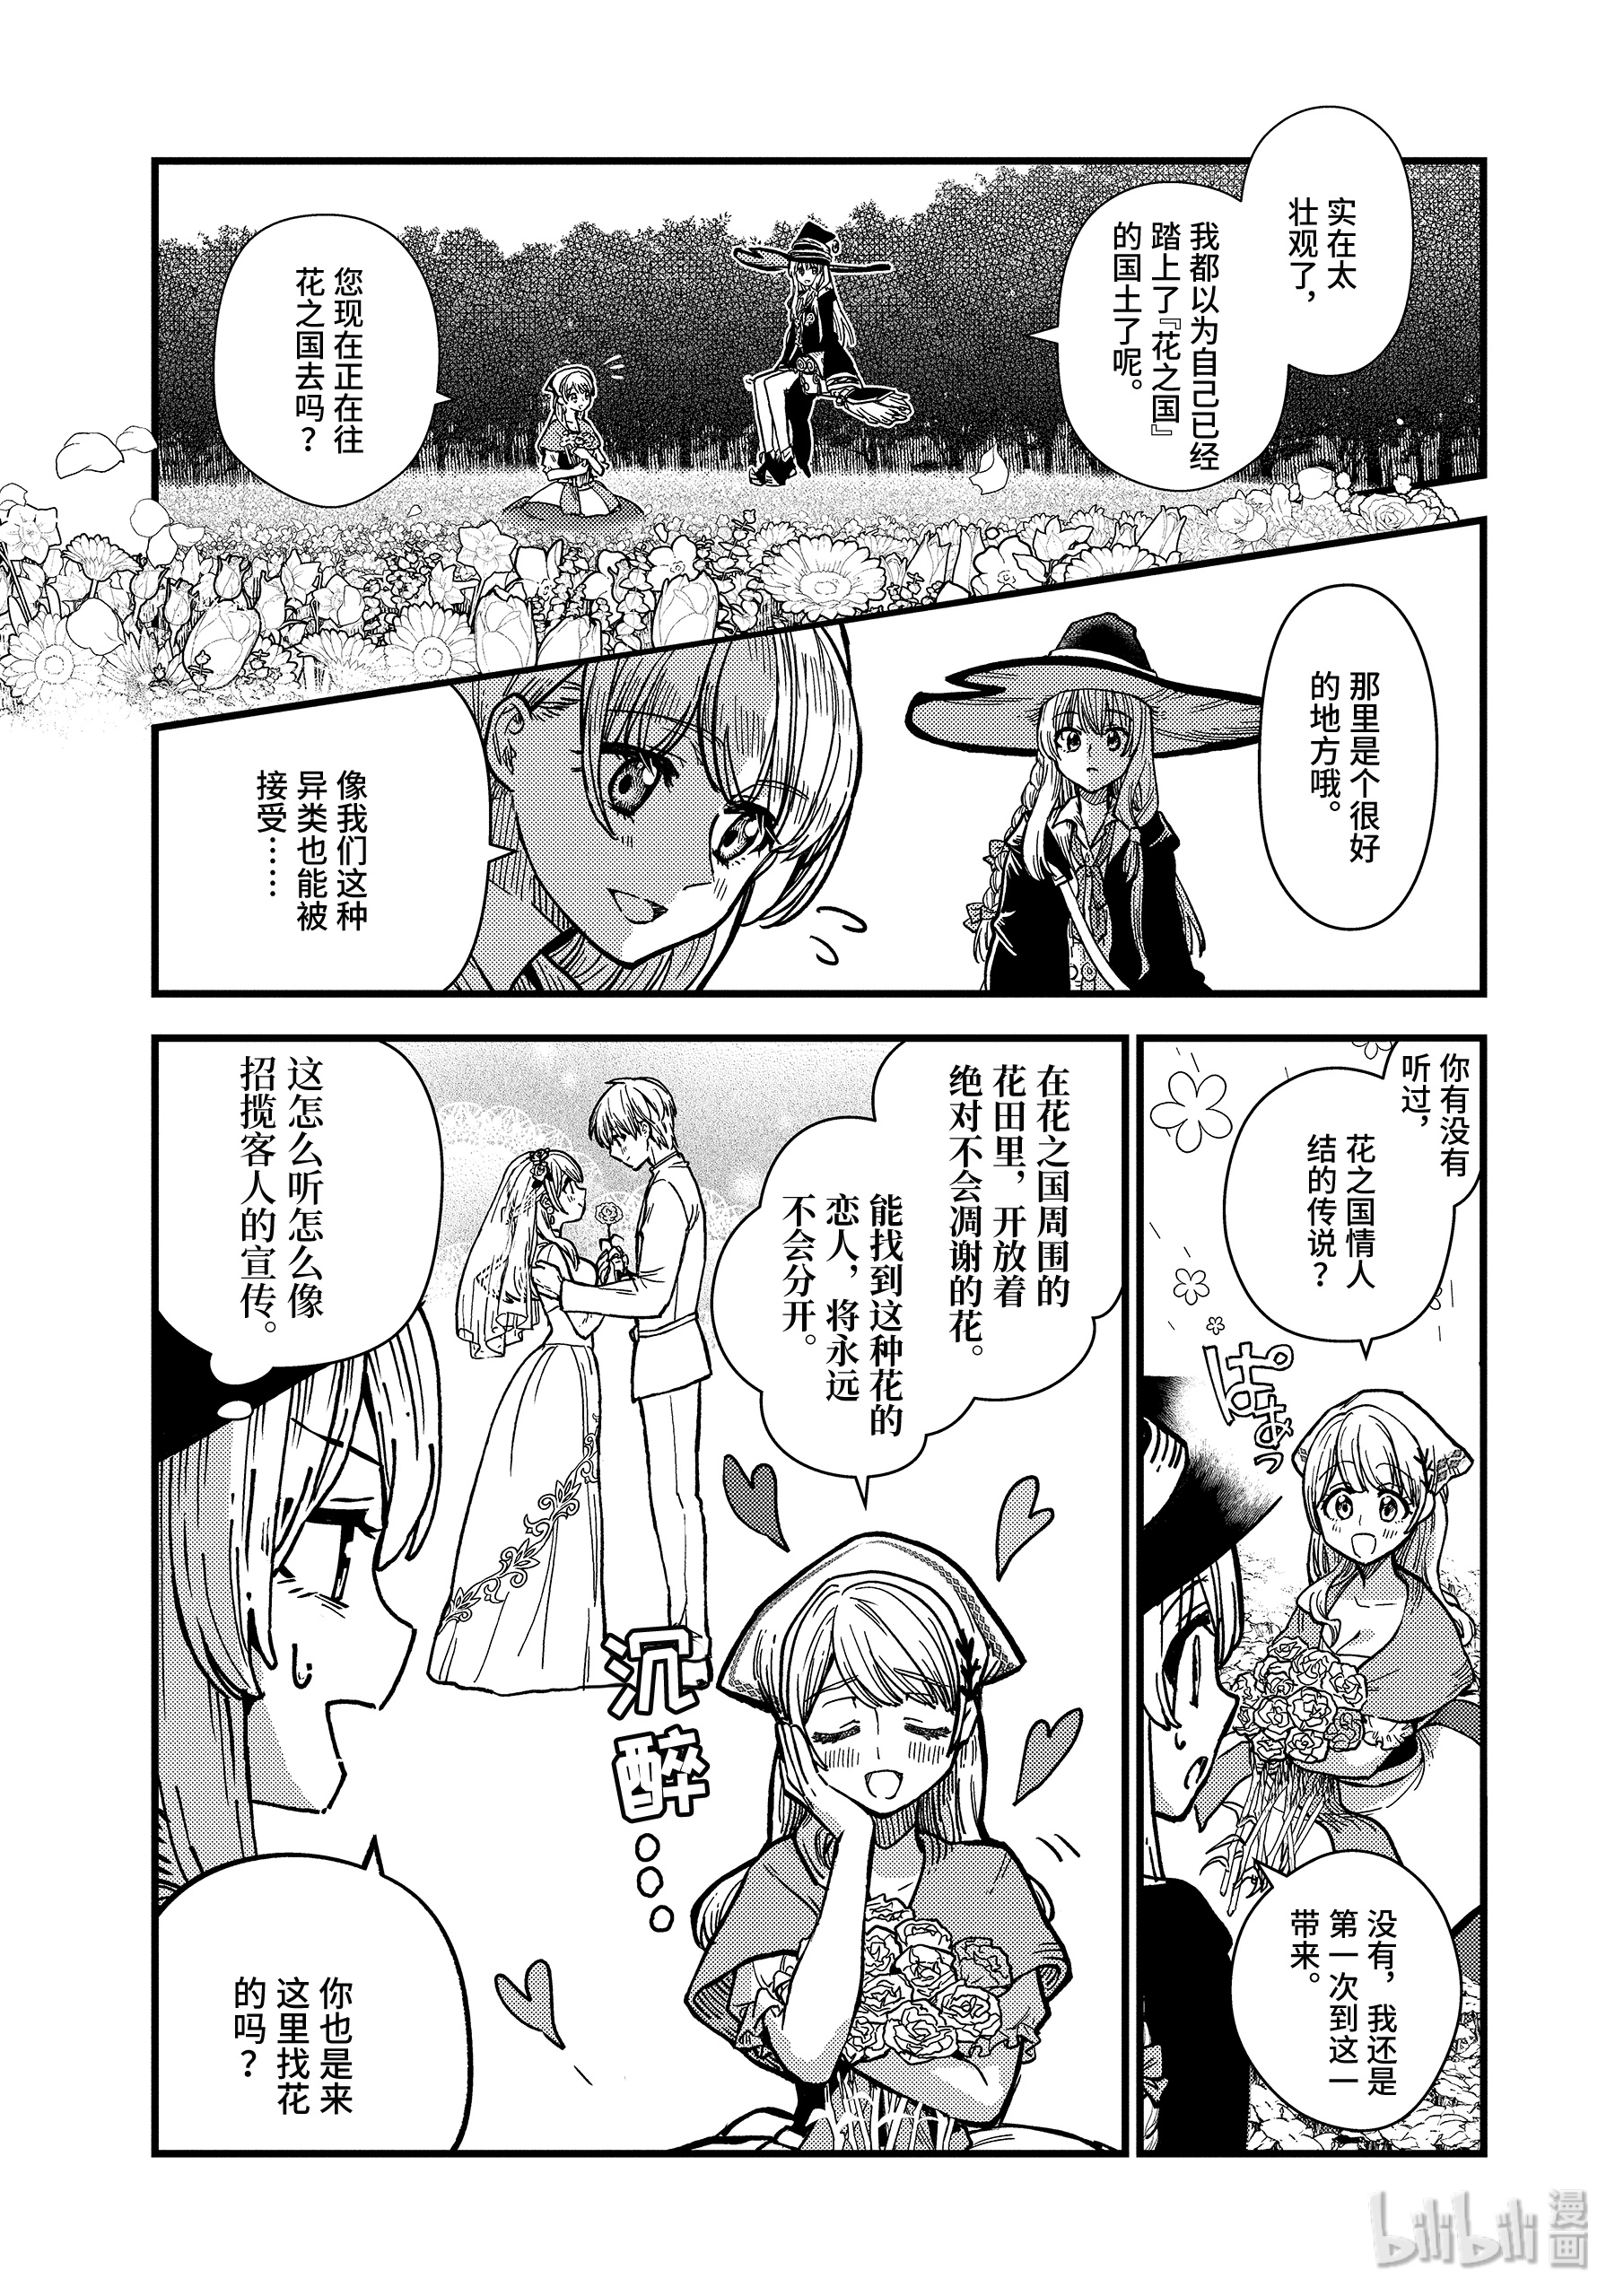 实在太
壮观了，
我都以为自己已经
踏上了『花之国』
的国土了呢。
您现在正在往
花之国去吗？
那里是个很好
的地方哦。
像我们这种
异类也能被
接受……
你有没有
听过，
花之国情人
结的传说？
ぱあぁっ
没有，我还是
第一次到这一
带来。
在花之国周围的
花田里，开放着
绝对不会凋谢的花。
能找到这种花的
恋人，将永远
不会分开。
沉醉…。。。
这怎么听怎么像
招揽客人的宣传。
你也是来
这里找花
的吗？
bilibili
漫画